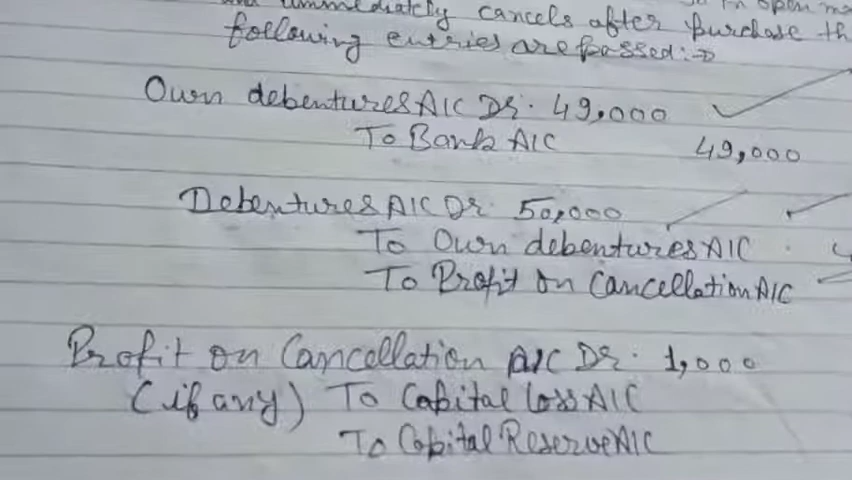 immediately cancels after purchase
following entries are passed:→
Own debentures A/C Dr. 49,000
To Bank A/C 49,000
Debentures A/C Dr. 50,000
To Own debentures A/C
To Profit on Cancellation A/C
Profit on Cancellation A/C Dr. 1,000
(if any) To Capital loss A/C
To Capital Reserve A/C